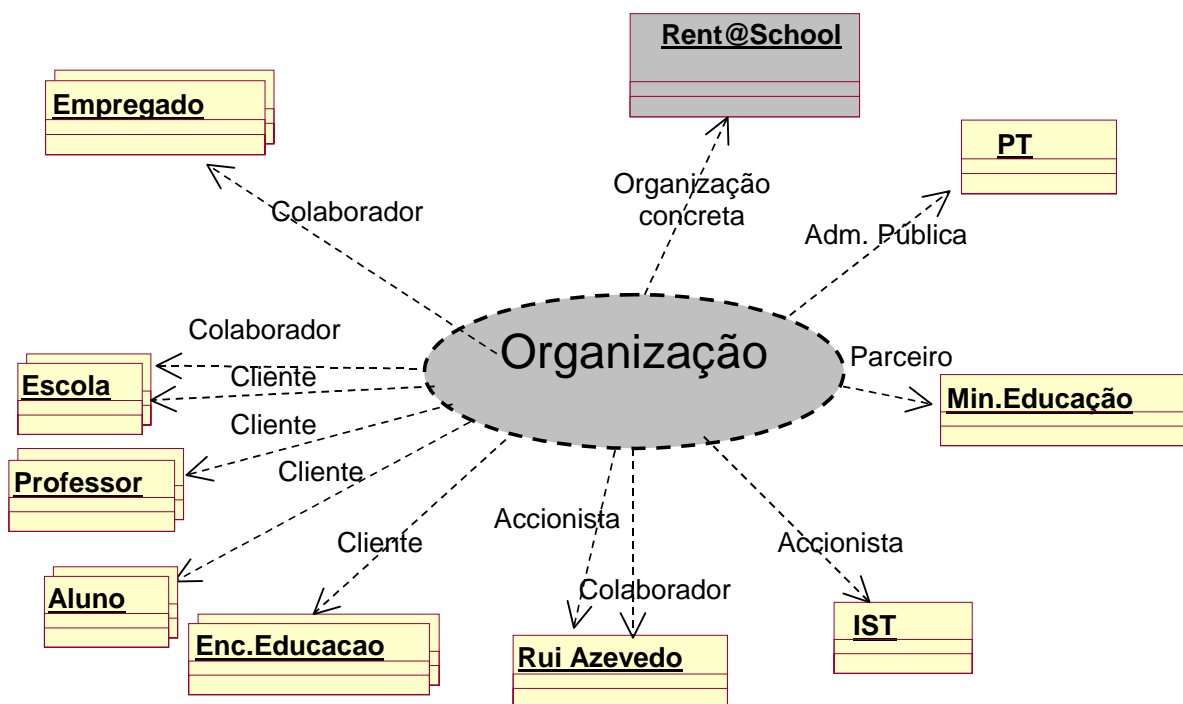 Rent@School
Empregado
PT
Organização
concreta
Colaborador
Adm. Pública
Colaborador
Organização
Parceiro
Cliente
Escola
Min.Educação
Cliente
Professor
Cliente
Accionista
Cliente
Accionista
Colaborador
Aluno
IST
Enc.Educacao
Rui Azevedo